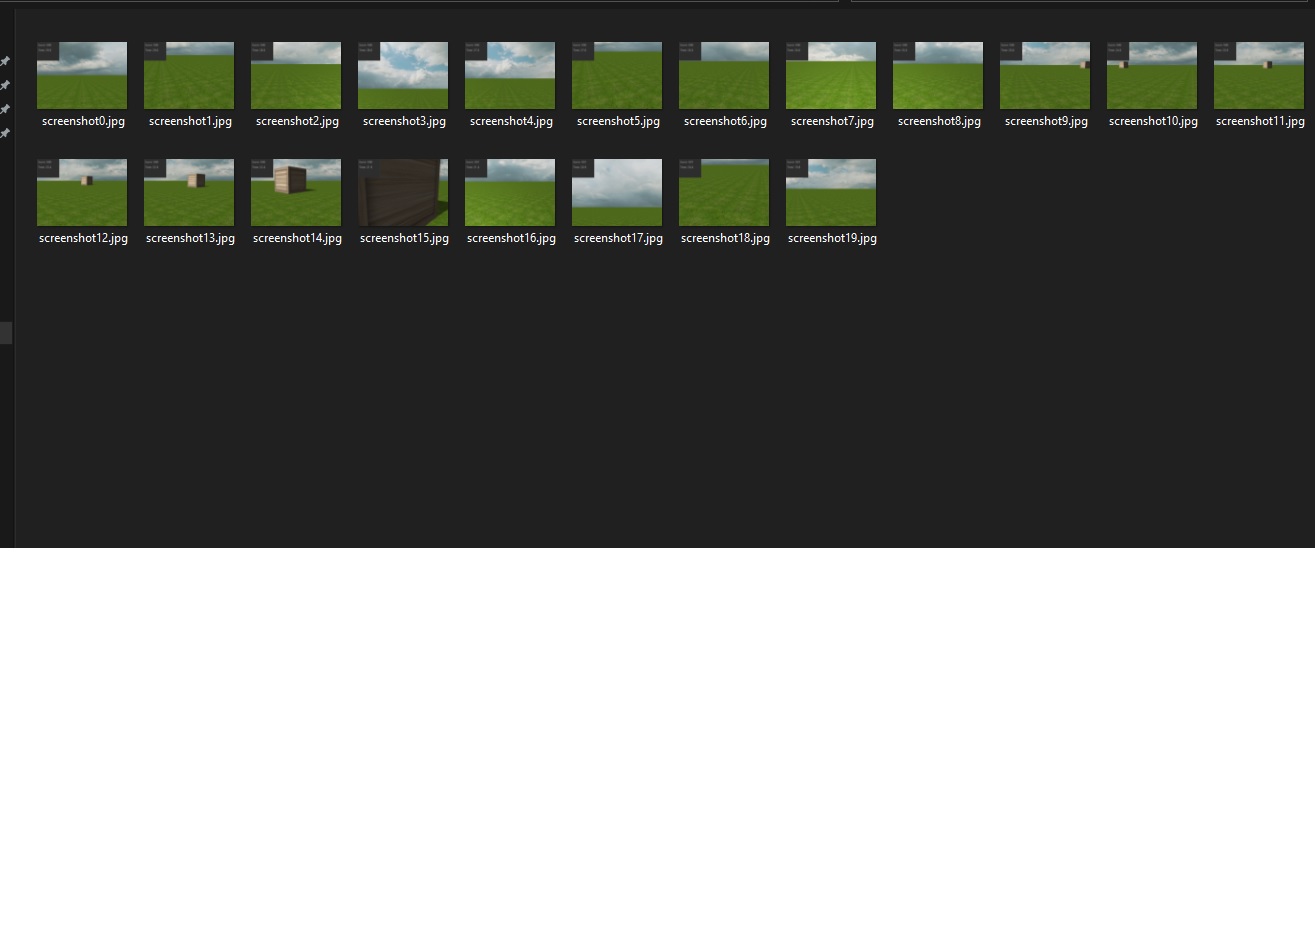 screenshot0.jpg screenshot1.jpg screenshot2.jpg screenshot3.jpg screenshot4.jpg screenshot5.jpg screenshot6.jpg screenshot7.jpg screenshot8.jpg screenshot9.jpg screenshot10.jpg screenshot11.jpg
screenshot12.jpg screenshot13.jpg screenshot14.jpg screenshot15.jpg screenshot16.jpg screenshot17.jpg screenshot18.jpg screenshot19.jpg